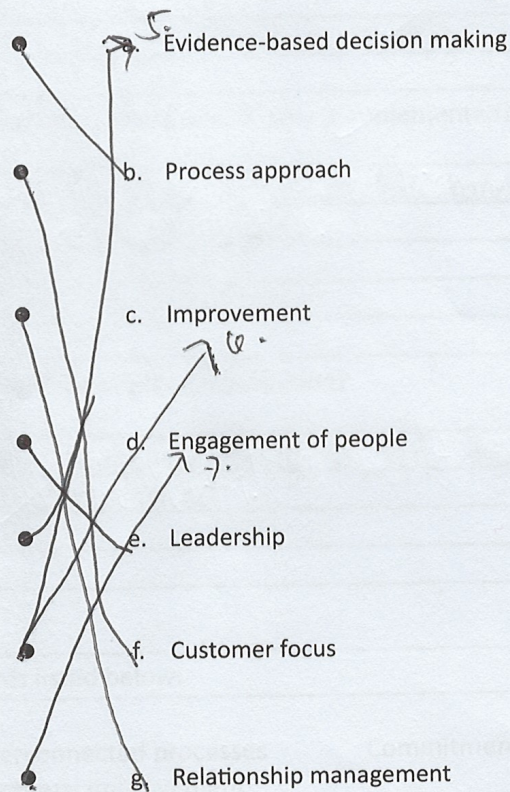 5. Evidence-based decision making
b. Process approach
c. Improvement
6.
d. Engagement of people
7.
e. Leadership
f. Customer focus
g. Relationship management